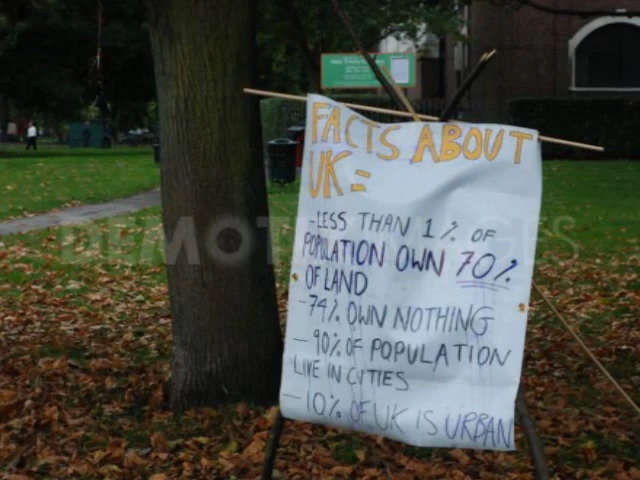 FACTS ABOUT
UK =
-LESS THAN 1% OF
POPULATION OWN 70%
OF LAND
-74% OWN NOTHING
- 90% OF POPULATION
LIVE IN CITIES
- 10% OF UK IS URBAN